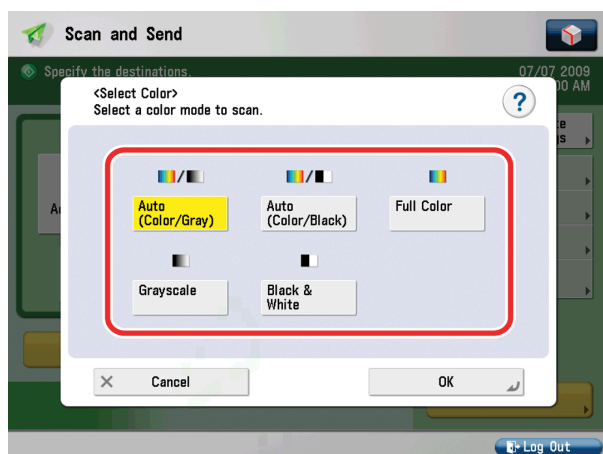 Scan and Send
Specify the destinations.
07/07 2009
00 AM
<Select Color>
Select a color mode to scan.
?
Auto
(Color/Gray)
Auto
(Color/Black)
Full Color
Grayscale
Black &
White
Cancel
OK
Log Out